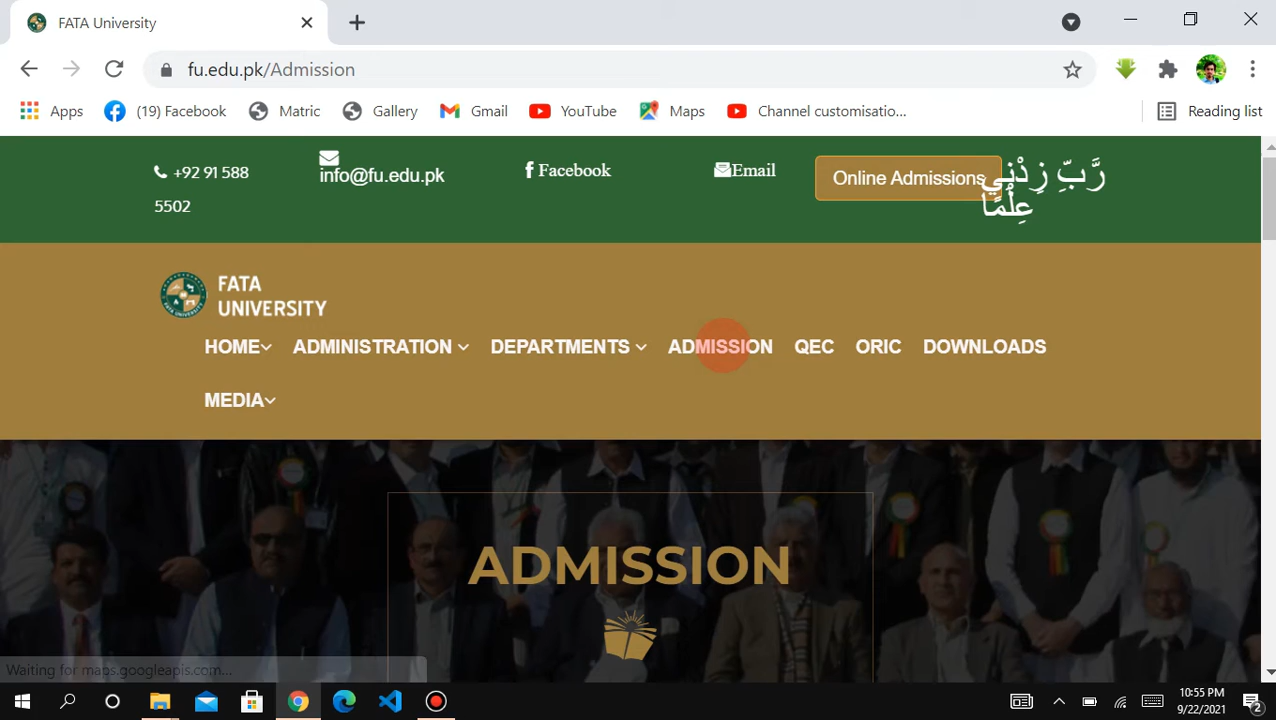 FATA University
fu.edu.pk/Admission
Apps
(19) Facebook
Matric
Gallery
Gmail
YouTube
Maps
Channel customisatio...
Reading list
+92 91 588
5502
info@fu.edu.pk
Facebook
Email
Online Admissions
رَّبِّ زِدْنِي
عِلْمًا
FATA
UNIVERSITY
HOME
ADMINISTRATION
DEPARTMENTS
ADMISSION
QEC
ORIC
DOWNLOADS
MEDIA
ADMISSION
Waiting for maps.googleapis.com...
10:55 PM
9/22/2021
2